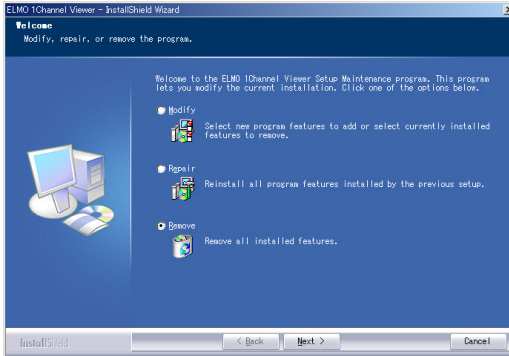 ELMO 1Channel Viewer - InstallShield Wizard
Welcome
Modify, repair, or remove the program.
Welcome to the ELMO 1Channel Viewer Setup Maintenance program. This program
lets you modify the current installation. Click one of the options below.
Modify
Select new program features to add or select currently installed
features to remove.
Repair
Reinstall all program features installed by the previous setup.
Remove
Remove all installed features.
InstallShield
< Back
Next >
Cancel